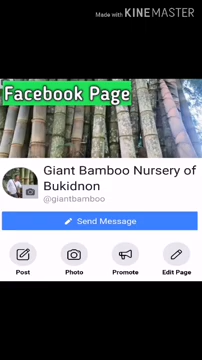 Made with KINEMASTER
Facebook Page
Giant Bamboo Nursery of
Bukidnon
@giantbamboo
Send Message
Post Photo Promote Edit Page